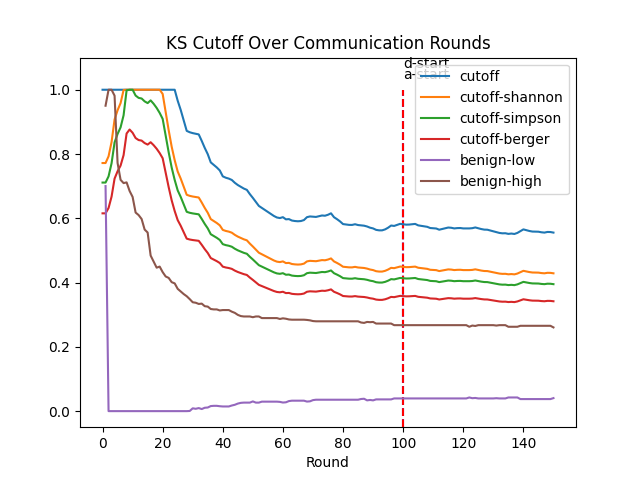 KS Cutoff Over Communication Rounds
d-start
a-start
cutoff
cutoff-shannon
cutoff-simpson
cutoff-berger
benign-low
benign-high
1.0
0.8
0.6
0.4
0.2
0.0
0 20 40 60 80 100 120 140
Round